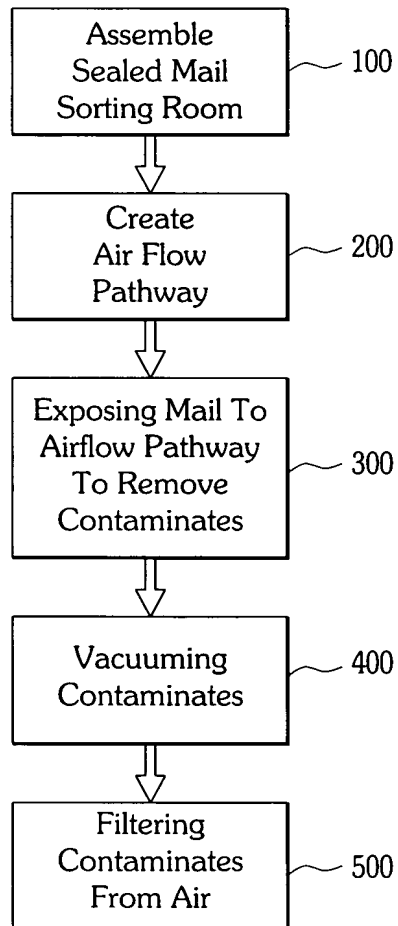 Assemble
Sealed Mail
Sorting Room
100
Create
Air Flow
Pathway
200
Exposing Mail To
Airflow Pathway
To Remove
Contaminates
300
Vacuuming
Contaminates
400
Filtering
Contaminates
From Air
500